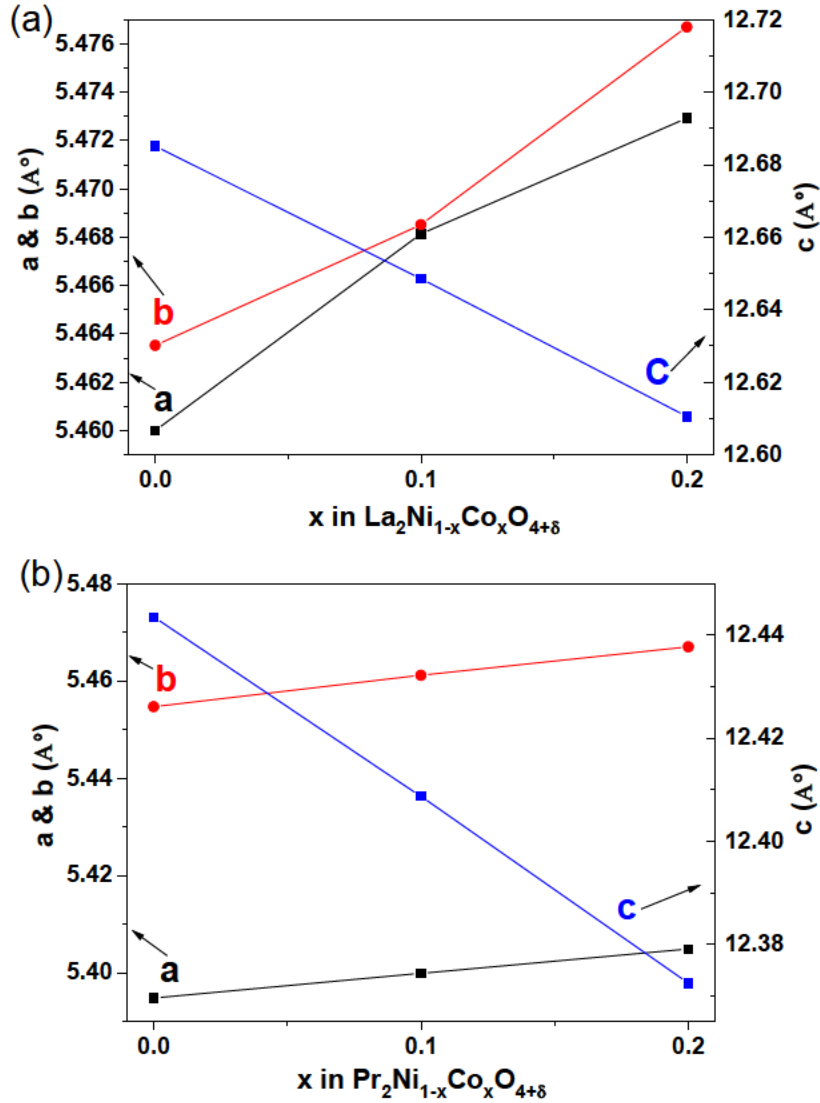 (a)
5.476
5.474
5.472
5.470
5.468
5.466
5.464
5.462
5.460
a & b (A°)
12.72
12.70
12.68
12.66
12.64
12.62
12.60
c (A°)
b
a
C
0.0 0.1 0.2
x in La₂Ni₁₋ₓCoₓO₄₊δ
(b)
5.48
5.46
5.44
5.42
5.40
a & b (A°)
12.44
12.42
12.40
12.38
c (A°)
b
a
c
0.0 0.1 0.2
x in Pr₂Ni₁₋ₓCoₓO₄₊δ